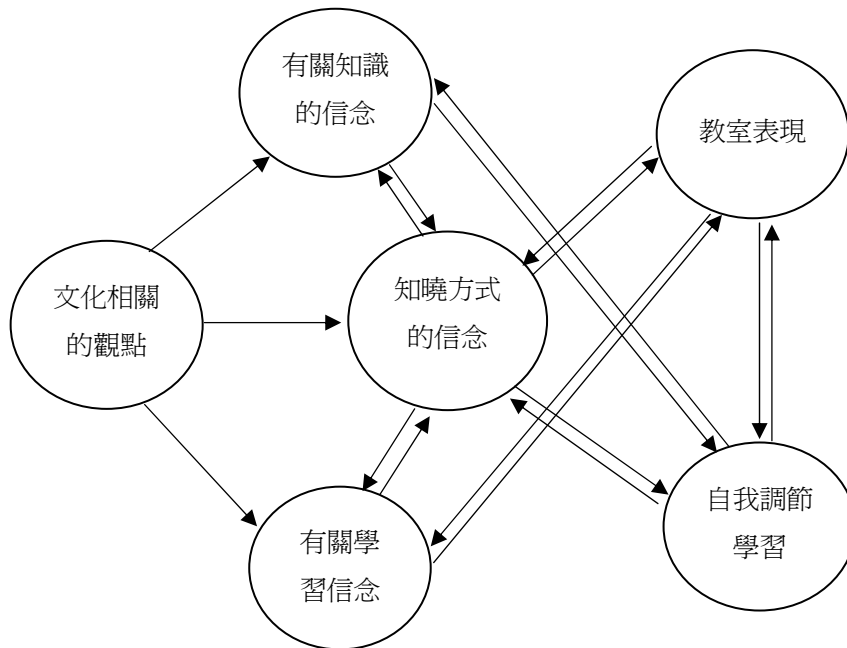 有關知識
的信念
教室表現
文化相關
的觀點
知曉方式
的信念
有關學
習信念
自我調節
學習